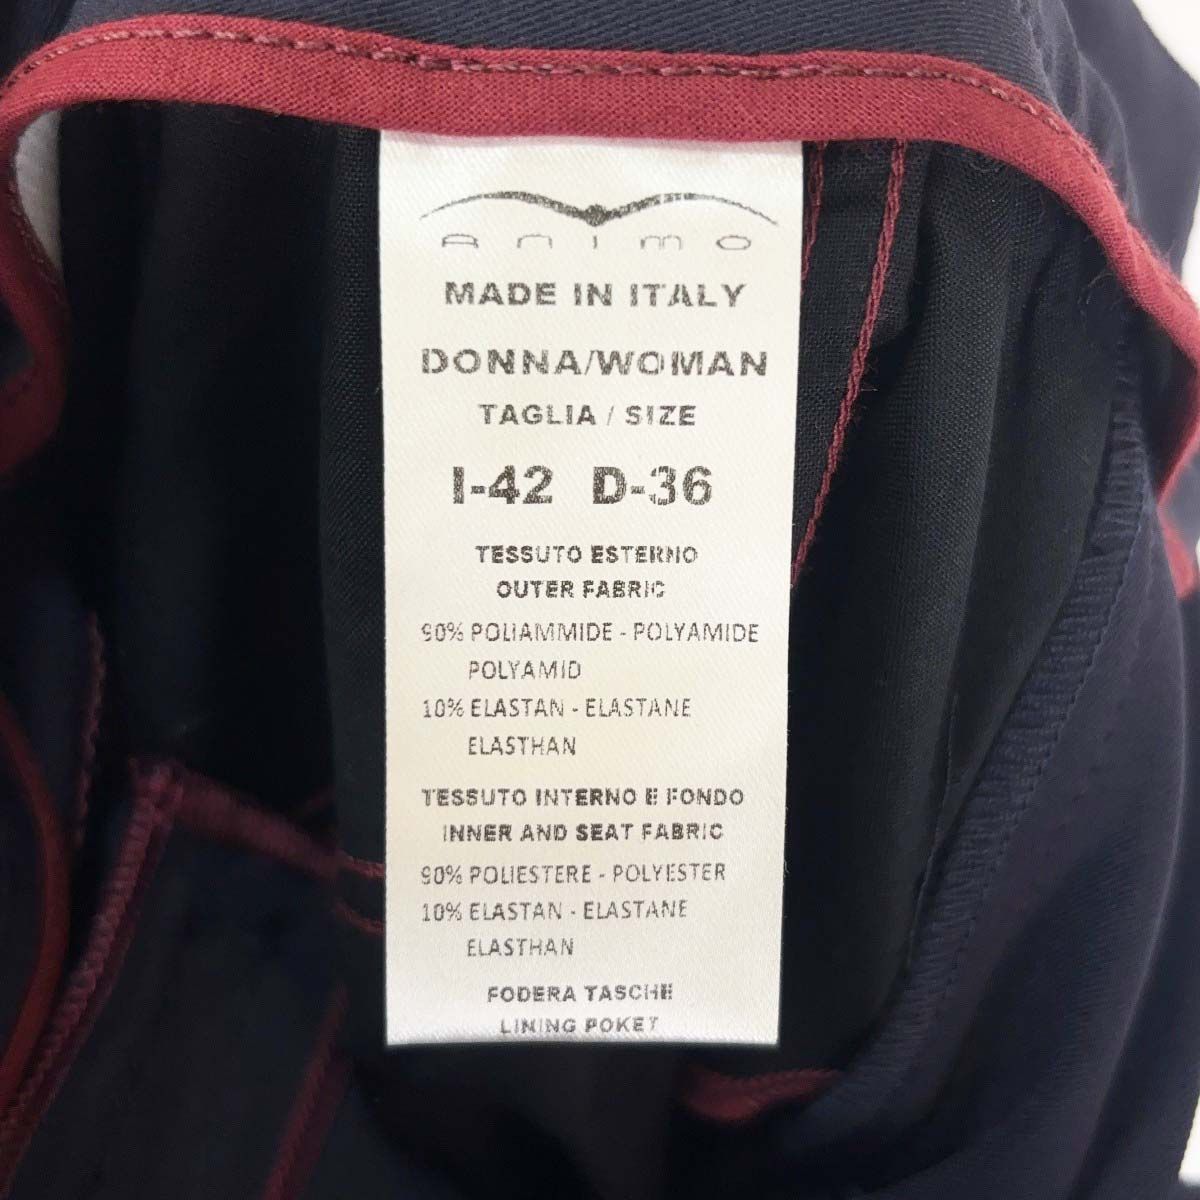 ANIMO
MADE IN ITALY
DONNA/WOMAN
TAGLIA / SIZE
I-42 D-36
TESSUTO ESTERNO
OUTER FABRIC
90% POLIAMMIDE - POLYAMIDE
POLYAMID
10% ELASTAN - ELASTANE
ELASTHAN
TESSUTO INTERNO E FONDO
INNER AND SEAT FABRIC
90% POLIESTERE - POLYESTER
10% ELASTAN - ELASTANE
ELASTHAN
FODERA TASCHE
LINING POKET